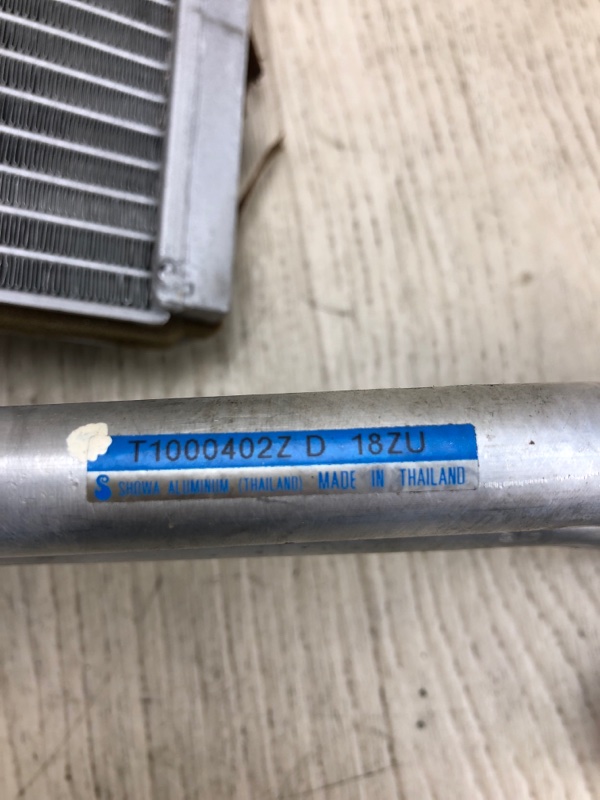 T1000402Z D 18ZU
S SHOWA ALUMINUM (THAILAND) MADE IN THAILAND